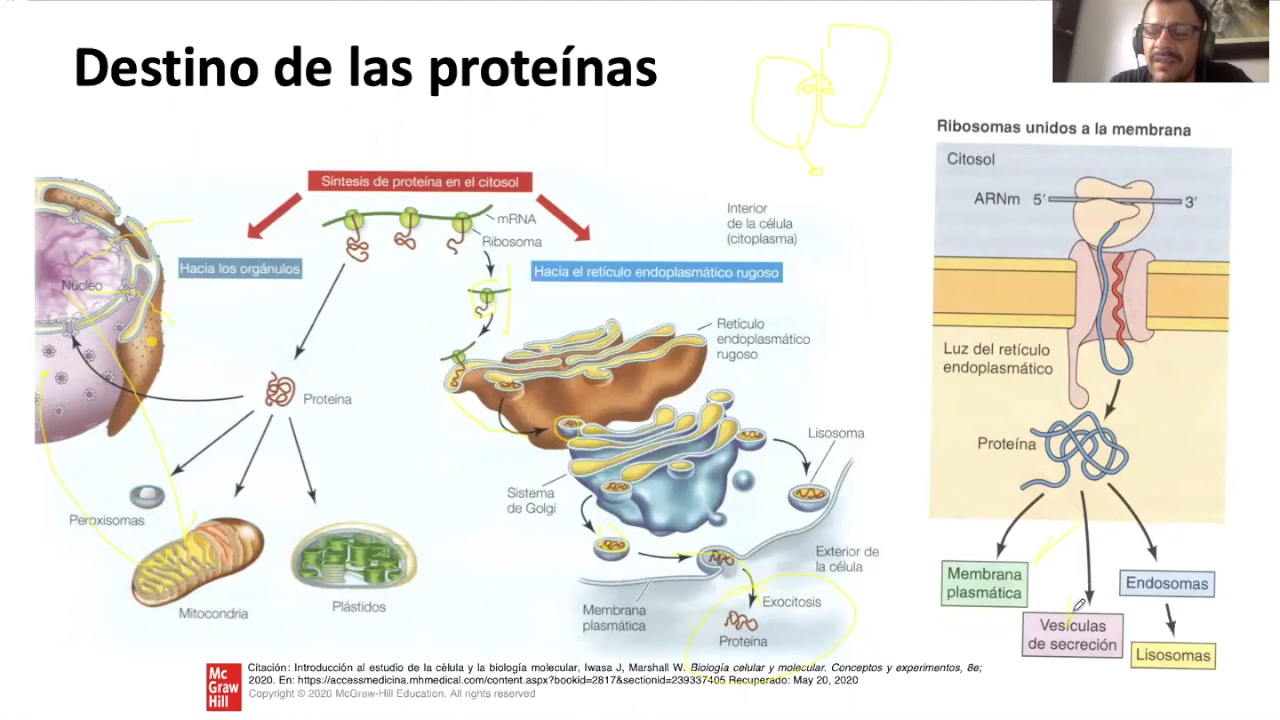 Destino de las proteínas
Síntesis de proteína en el citosol
mRNA
Ribosoma
Interior
de la célula
(citoplasma)
Hacia los orgánulos
Hacia el retículo endoplasmático rugoso
Núcleo
Retículo
endoplasmático
rugoso
Proteína
Lisosoma
Sistema
de Golgi
Peroxisomas
Mitocondria
Plástidos
Exterior de
la célula
Membrana
plasmática
Exocitosis
Proteína
Ribosomas unidos a la membrana
Citosol
ARNm 5′ 3′
Luz del retículo
endoplasmático
Proteína
Membrana
plasmática
Endosomas
Vesículas
de secreción
Lisosomas
Mc
Graw
Hill
Citación: Introducción al estudio de la célula y la biología molecular, Iwasa J, Marshall W. Biología celular y molecular. Conceptos y experimentos, 8e;
2020. En: https://accessmedicina.mhmedical.com/content.aspx?bookid=2817&sectionid=239337405 Recuperado: May 20, 2020
Copyright © 2020 McGraw-Hill Education. All rights reserved